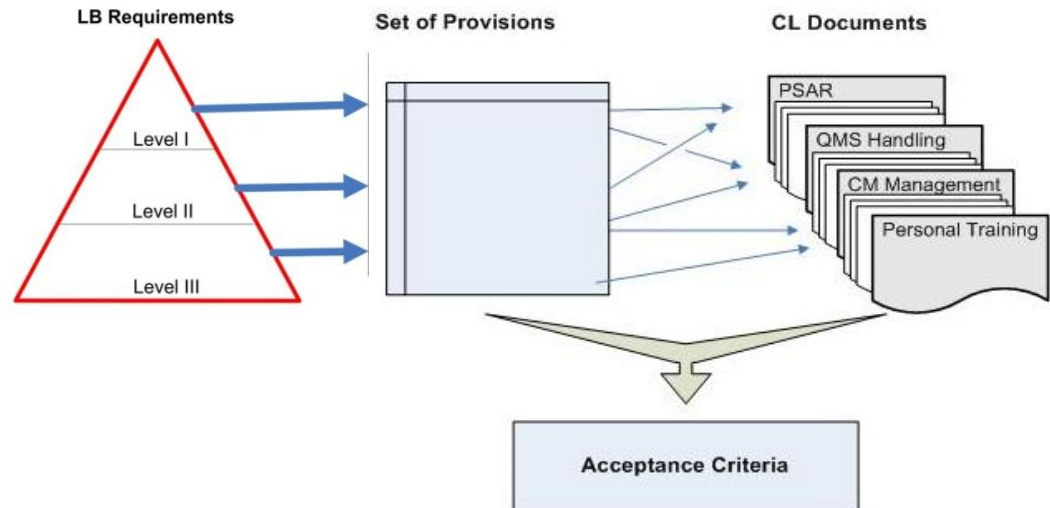 LB Requirements
Set of Provisions
CL Documents
Level I
Level II
Level III
PSAR
QMS Handling
CM Management
Personal Training
Acceptance Criteria